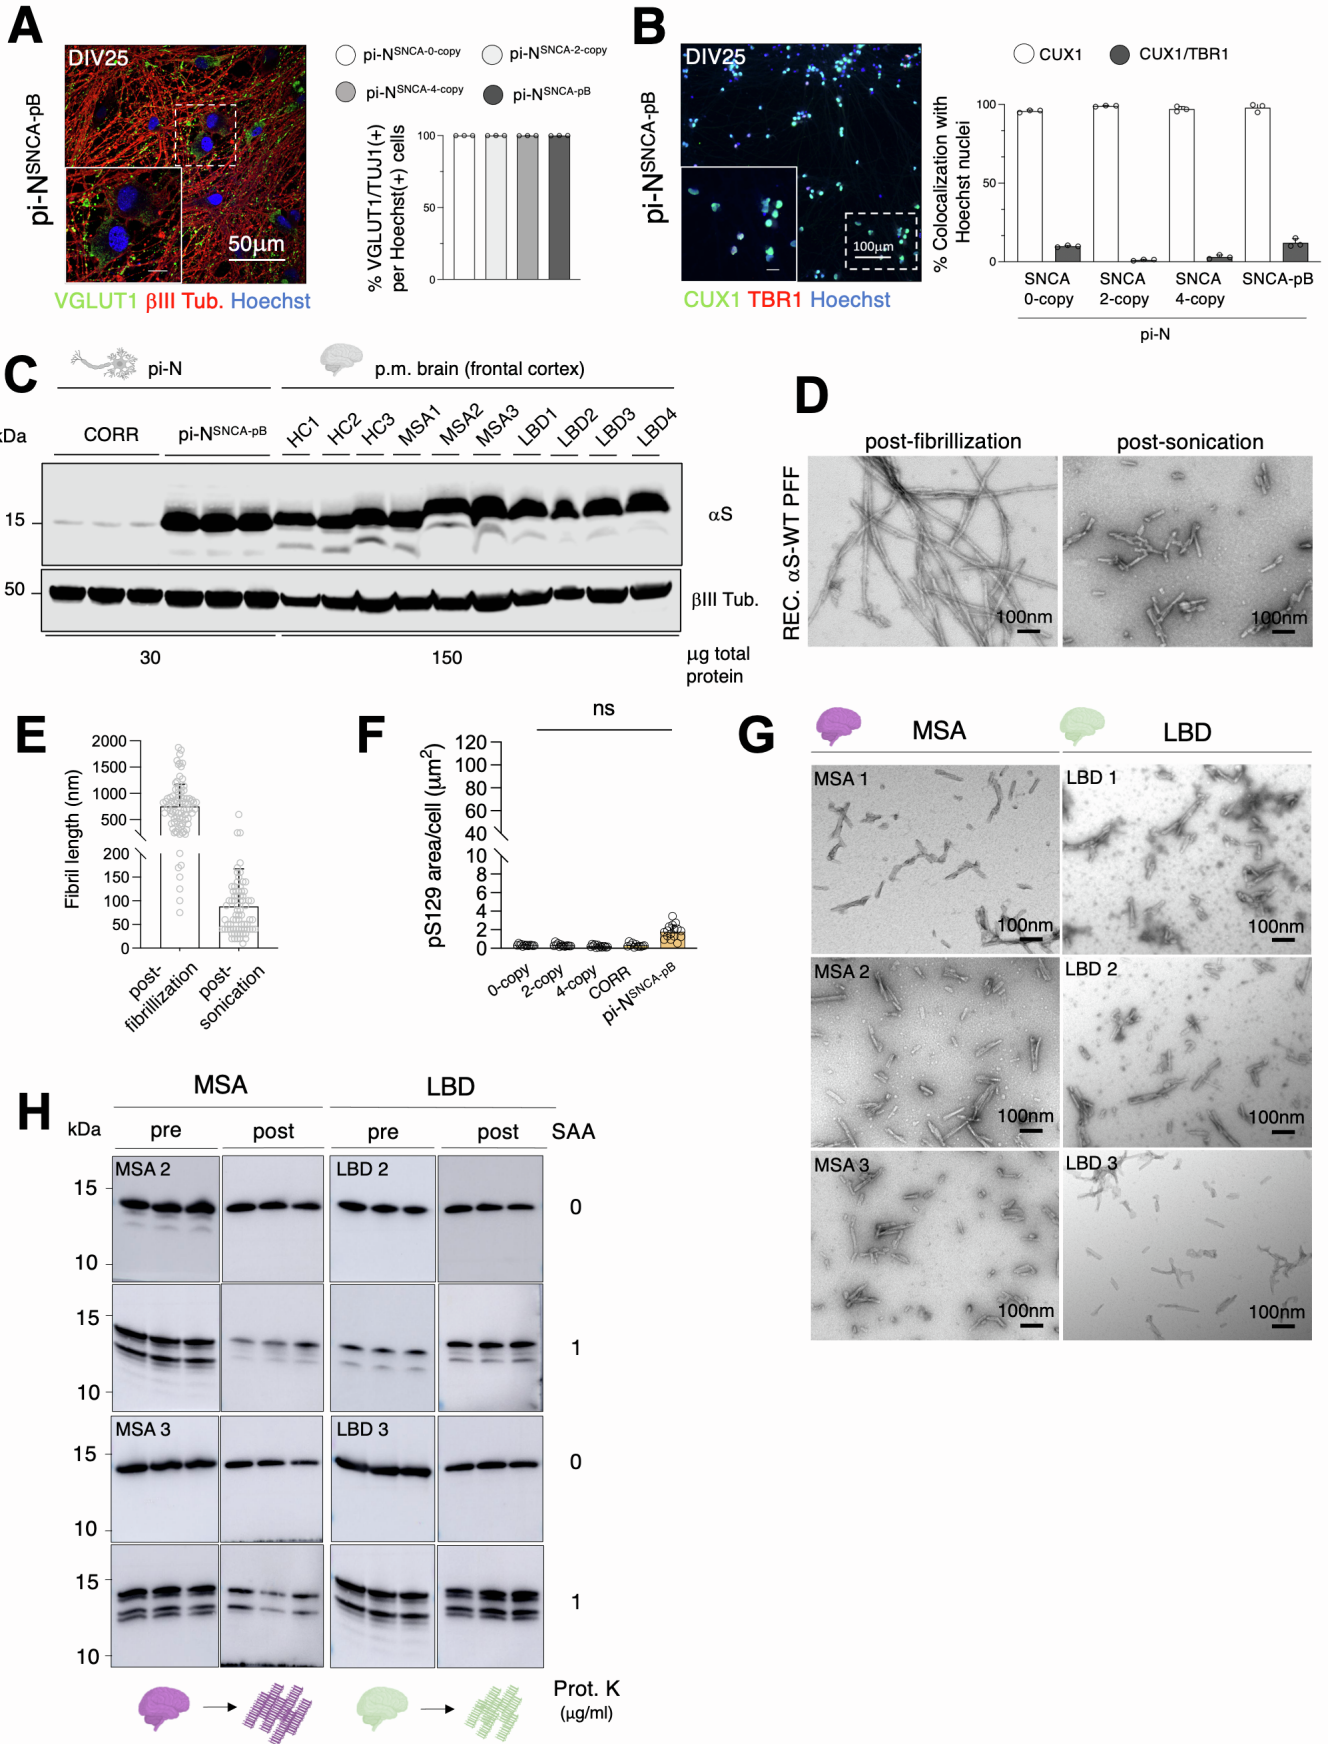 A
DIV25
pi-N^SNCA-pB
50µm
VGLUT1 βIII Tub. Hoechst
pi-N^SNCA-0-copy
pi-N^SNCA-2-copy
pi-N^SNCA-4-copy
pi-N^SNCA-pB
% VGLUT1/TUJ1(+)
per Hoechst(+) cells
100
50
0
B
DIV25
pi-N^SNCA-pB
100µm
CUX1 TBR1 Hoechst
CUX1
CUX1/TBR1
% Colocalization with
Hoechst nuclei
100
50
0
SNCA
0-copy
SNCA
2-copy
SNCA
4-copy
SNCA-pB
pi-N
C
pi-N
p.m. brain (frontal cortex)
kDa
CORR
pi-N^SNCA-pB
HC1
HC2
HC3
MSA1
MSA2
MSA3
LBD1
LBD2
LBD3
LBD4
15
αS
50
βIII Tub.
30
150
µg total
protein
D
post-fibrillization
post-sonication
REC. αS-WT PFF
100nm
100nm
E
Fibril length (nm)
2000
1500
1000
500
200
150
100
50
0
post-
fibrillization
post-
sonication
F
ns
pS129 area/cell (µm²)
120
100
80
60
40
10
8
6
4
2
0
0-copy
2-copy
4-copy
CORR
pi-N^SNCA-pB
G
MSA
LBD
MSA 1
100nm
LBD 1
100nm
MSA 2
100nm
LBD 2
100nm
MSA 3
100nm
LBD 3
100nm
H
MSA
LBD
kDa
pre
post
pre
post
SAA
MSA 2
LBD 2
15
10
0
15
10
1
MSA 3
LBD 3
15
10
0
15
10
1
Prot. K
(µg/ml)